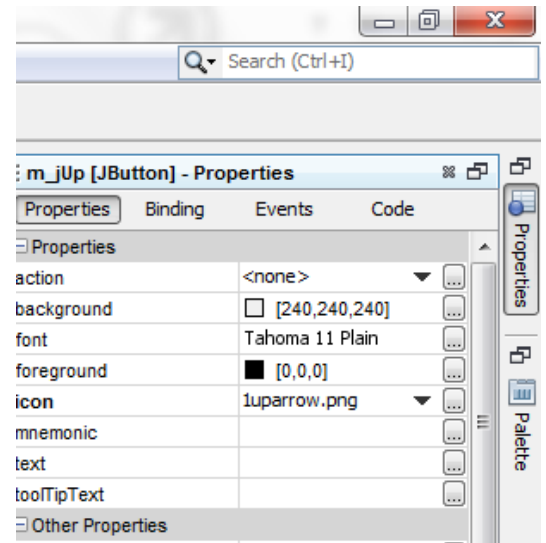 Search (Ctrl+I)
m_jUp [JButton] - Properties
Properties Binding Events Code
Properties
action <none> ...
background [240,240,240] ...
font Tahoma 11 Plain ...
foreground [0,0,0] ...
icon 1uparrow.png ...
mnemonic ...
text ...
toolTipText ...
Other Properties
Properties
Palette